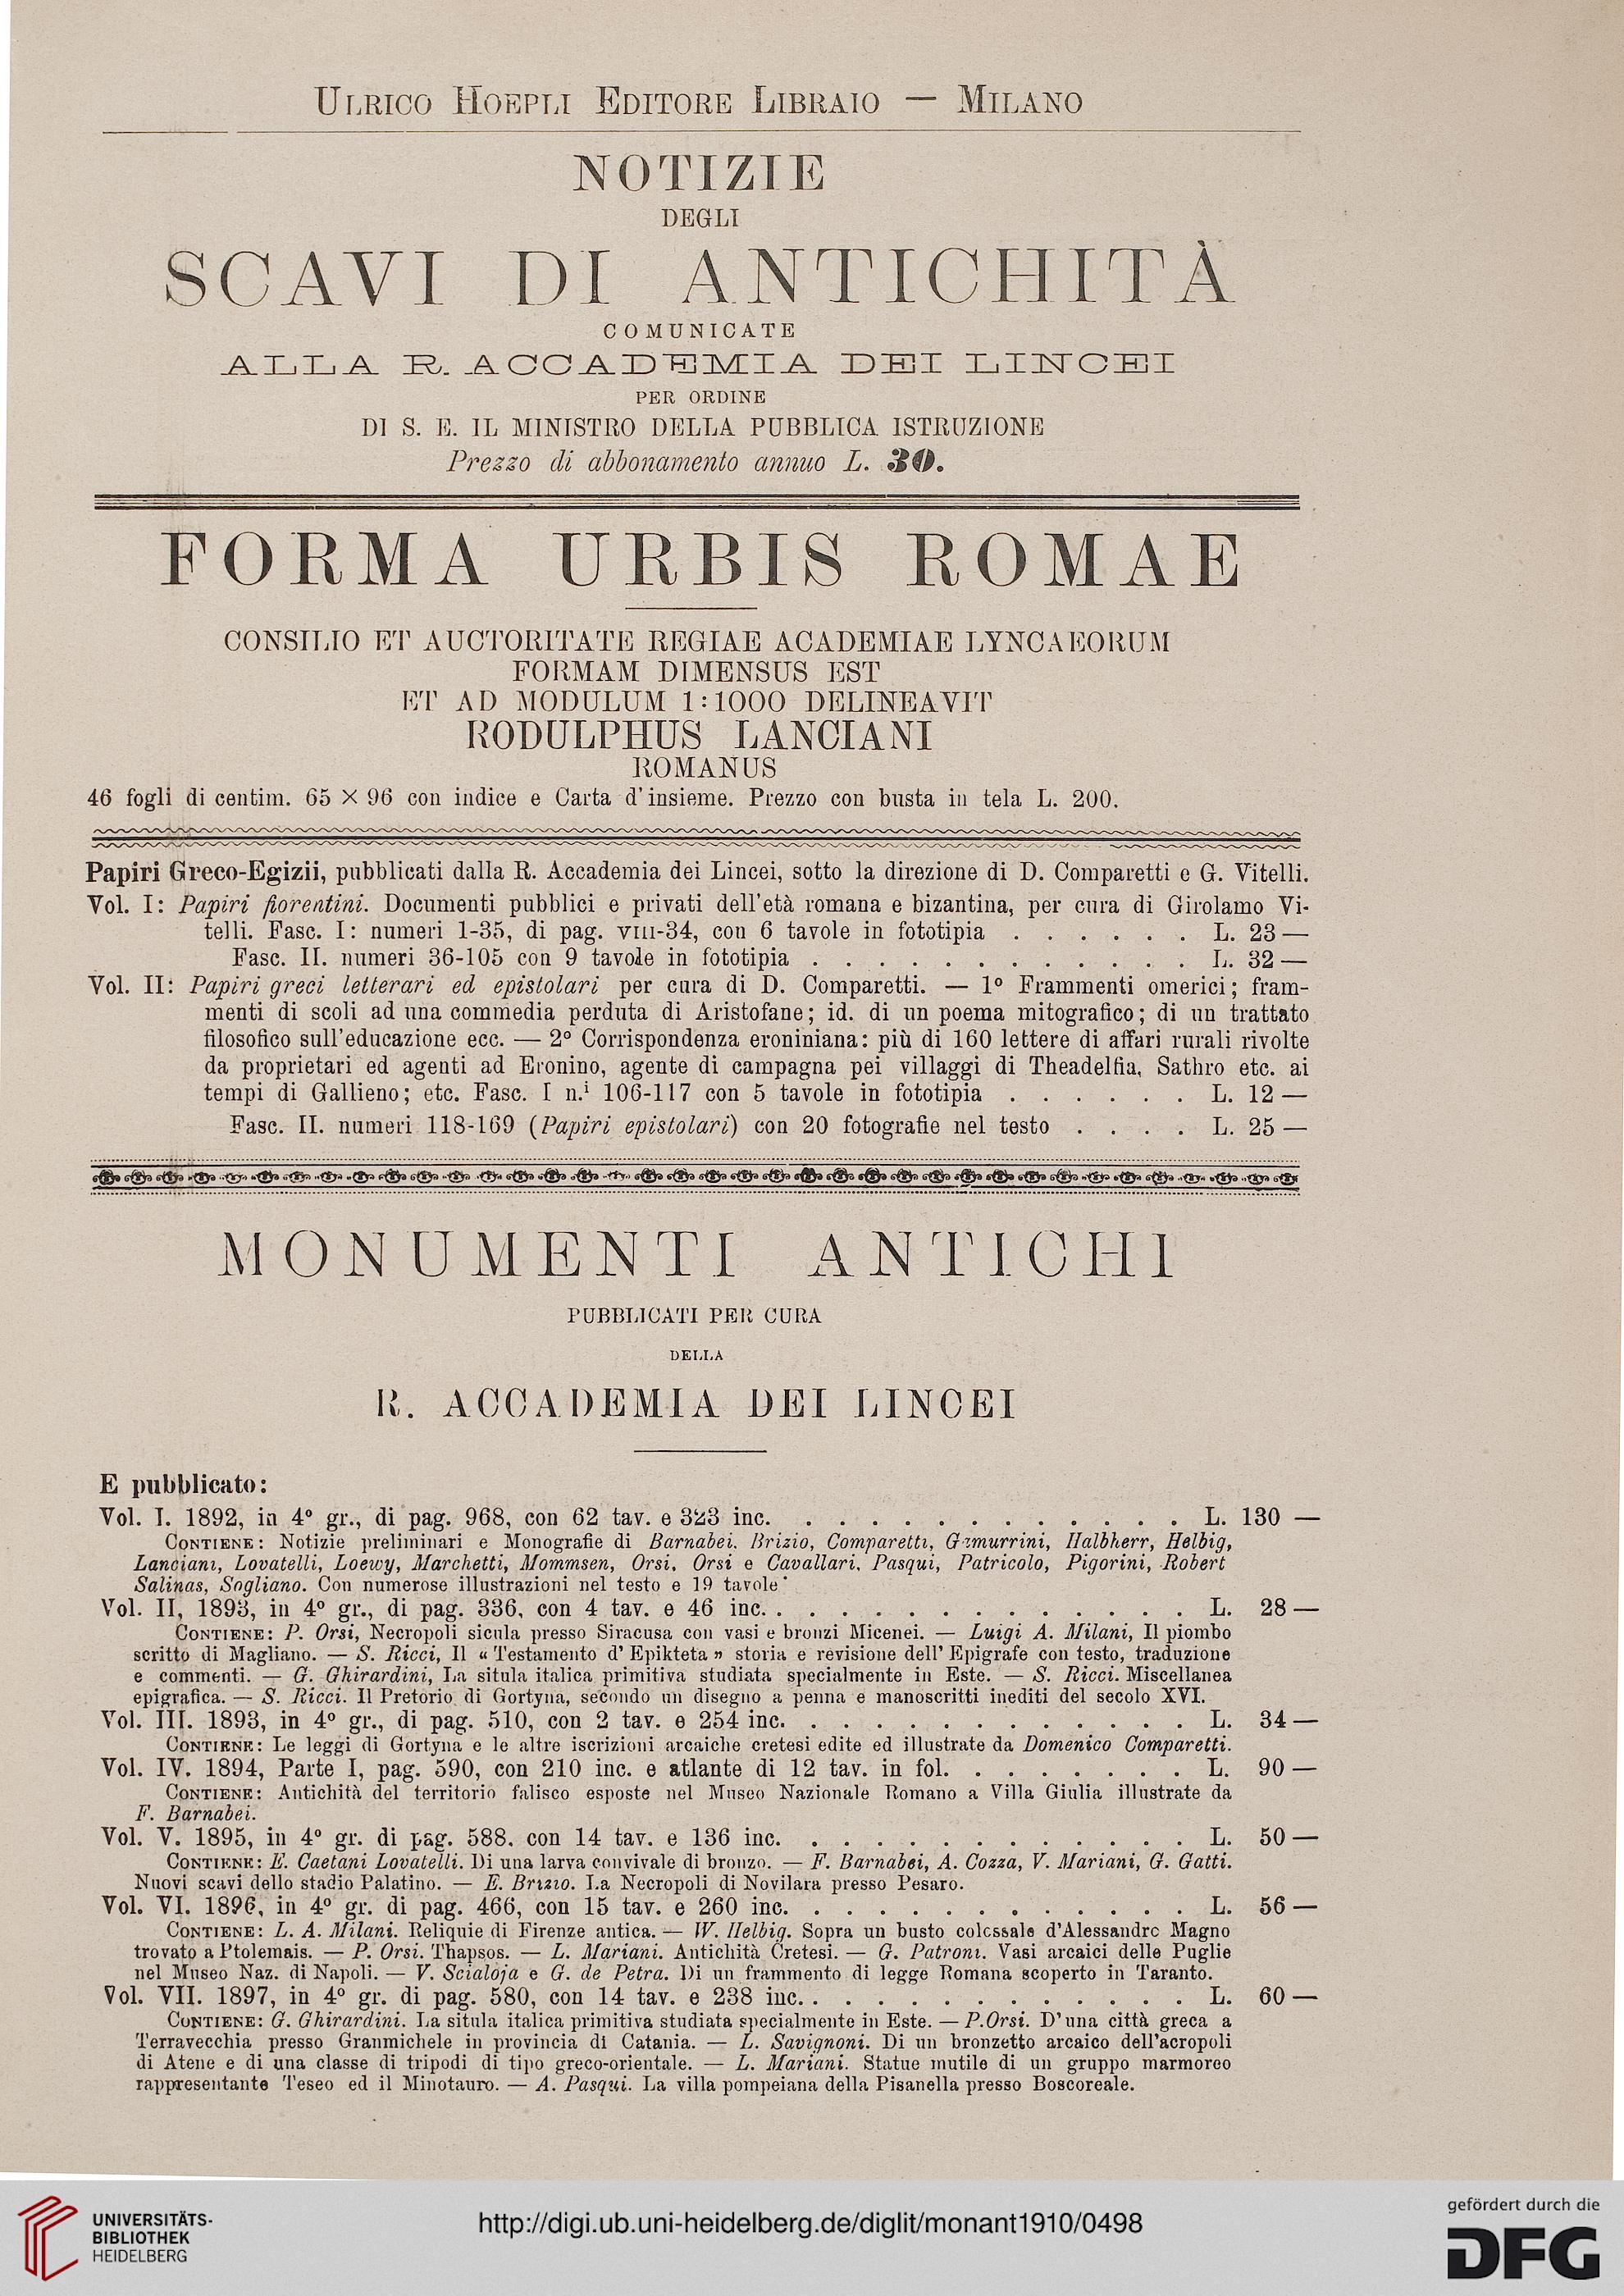 ULRICO HOEPLI EDITORE LIBRAIO — MILANO
NOTIZIE
DEGLI
SCAVI DI ANTICHITÀ
COMUNICATE
ALLA R. ACCADEMIA DEI LINCEI
PER ORDINE
DI S. E. IL MINISTRO DELLA PUBBLICA ISTRUZIONE
Prezzo di abbonamento annuo L. 30.
FORMA URBIS ROMAE
CONSILIO ET AUCTORITATE REGIAE ACADEMIAE LYNCAEORUM
FORMAM DIMENSUS EST
ET AD MODULUM 1:1000 DELINEAVIT
RODULPHUS LANCIANI
ROMANUS
46 fogli di centim. 65 × 96 con indice e Carta d'insieme. Prezzo con busta in tela L. 200.
Papiri Greco-Egizii, pubblicati dalla R. Accademia dei Lincei, sotto la direzione di D. Comparetti e G. Vitelli.
Vol. I: Papiri fiorentini. Documenti pubblici e privati dell'età romana e bizantina, per cura di Girolamo Vi-
telli. Fasc. I: numeri 1-35, di pag. VIII-34, con 6 tavole in fototipia . . . . . . L. 23 —
Fasc. II. numeri 36-105 con 9 tavole in fototipia . . . . . . . . . . . . L. 32 —
Vol. II: Papiri greci letterari ed epistolari per cura di D. Comparetti. — 1° Frammenti omerici; fram-
menti di scoli ad una commedia perduta di Aristofane; id. di un poema mitografico; di un trattato
filosofico sull'educazione ecc. — 2° Corrispondenza eroniniana: più di 160 lettere di affari rurali rivolte
da proprietari ed agenti ad Eronino, agente di campagna pei villaggi di Theadelfia, Sathro etc. ai
tempi di Gallieno; etc. Fasc. I n.i 106-117 con 5 tavole in fototipia . . . . . . L. 12 —
Fasc. II. numeri 118-169 (Papiri epistolari) con 20 fotografie nel testo . . . . L. 25 —
MONUMENTI ANTICHI
PUBBLICATI PER CURA
DELLA
R. ACCADEMIA DEI LINCEI
E pubblicato:
Vol. I. 1892, in 4° gr., di pag. 968, con 62 tav. e 323 inc. . . . . . . . . . . . . . L. 130 —
CONTIENE: Notizie preliminari e Monografie di Barnabei. Brizio, Comparetti, Gamurrini, Halbherr, Helbig,
Lanciani, Lovatelli, Loewy, Marchetti, Mommsen, Orsi, Orsi e Cavallari. Pasqui, Patricolo, Pigorini, Robert
Salinas, Sogliano. Con numerose illustrazioni nel testo e 19 tavole
Vol. II, 1893, in 4° gr., di pag. 336, con 4 tav. e 46 inc. . . . . . . . . . . . . . . L. 28 —
CONTIENE: P. Orsi, Necropoli sicula presso Siracusa con vasi e bronzi Micenei. — Luigi A. Milani, Il piombo
scritto di Magliano. — S. Ricci, Il « Testamento d' Epikteta » storia e revisione dell' Epigrafe con testo, traduzione
e commenti. — G. Ghirardini, La situla italica primitiva studiata specialmente in Este. — S. Ricci. Miscellanea
epigrafica. — S. Ricci. Il Pretorio di Gortyna, secondo un disegno a penna e manoscritti inediti del secolo XVI.
Vol. III. 1893, in 4° gr., di pag. 510, con 2 tav. e 254 inc. . . . . . . . . . . . . . L. 34 —
CONTIENE: Le leggi di Gortyna e le altre iscrizioni arcaiche cretesi edite ed illustrate da Domenico Comparetti.
Vol. IV. 1894, Parte I, pag. 590, con 210 inc. e atlante di 12 tav. in fol. . . . . . . . . L. 90 —
CONTIENE: Antichità del territorio falisco esposte nel Museo Nazionale Romano a Villa Giulia illustrate da
F. Barnabei.
Vol. V. 1895, in 4° gr. di pag. 588. con 14 tav. e 136 inc. . . . . . . . . . . . . . L. 50 —
CONTIENE: E. Caetani Lovatelli. Di una larva convivale di bronzo. — F. Barnabei, A. Cozza, V. Mariani, G. Gatti.
Nuovi scavi dello stadio Palatino. — E. Brizio. La Necropoli di Novilara presso Pesaro.
Vol. VI. 1896, in 4° gr. di pag. 466, con 15 tav. e 260 inc. . . . . . . . . . . . . . L. 56 —
CONTIENE: L. A. Milani. Reliquie di Firenze antica. — W. Helbig. Sopra un busto colossale d'Alessandro Magno
trovato a Ptolemais. — P. Orsi. Thapsos. — L. Mariani. Antichità Cretesi. — G. Patroni. Vasi arcaici delle Puglie
nel Museo Naz. di Napoli. — V. Scialoja e G. de Petra. Di un frammento di legge Romana scoperto in Taranto.
Vol. VII. 1897, in 4° gr. di pag. 580, con 14 tav. e 238 inc. . . . . . . . . . . . . . L. 60 —
CONTIENE: G. Ghirardini. La situla italica primitiva studiata specialmente in Este. — P. Orsi. D'una città greca a
Terravecchia presso Granmichele in provincia di Catania. — L. Savignoni. Di un bronzetto arcaico dell'acropoli
di Atene e di una classe di tripodi di tipo greco-orientale. — L. Mariani. Statue mutile di un gruppo marmoreo
rappresentante Teseo ed il Minotauro. — A. Pasqui. La villa pompeiana della Pisanella presso Boscoreale.
UNIVERSITÄTS-
BIBLIOTHEK
HEIDELBERG
http://digi.ub.uni-heidelberg.de/diglit/monant1910/0498
gefördert durch die
DFG